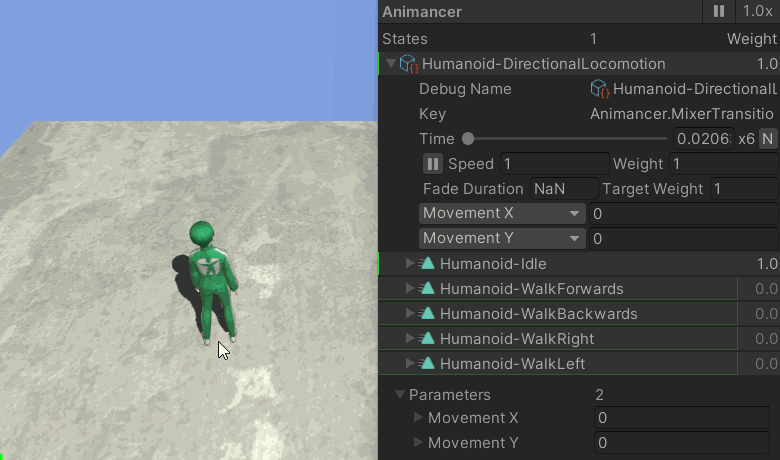 Animancer 1.0x
States 1 Weight
Humanoid-DirectionalLocomotion 1.0
Debug Name Humanoid-DirectionalL
Key Animancer.MixerTransitio
Time 0.0206 x6 N
Speed 1 Weight 1
Fade Duration NaN Target Weight 1
Movement X 0
Movement Y 0
Humanoid-Idle 1.0
Humanoid-WalkForwards 0.0
Humanoid-WalkBackwards 0.0
Humanoid-WalkRight 0.0
Humanoid-WalkLeft 0.0
Parameters 2
Movement X 0
Movement Y 0